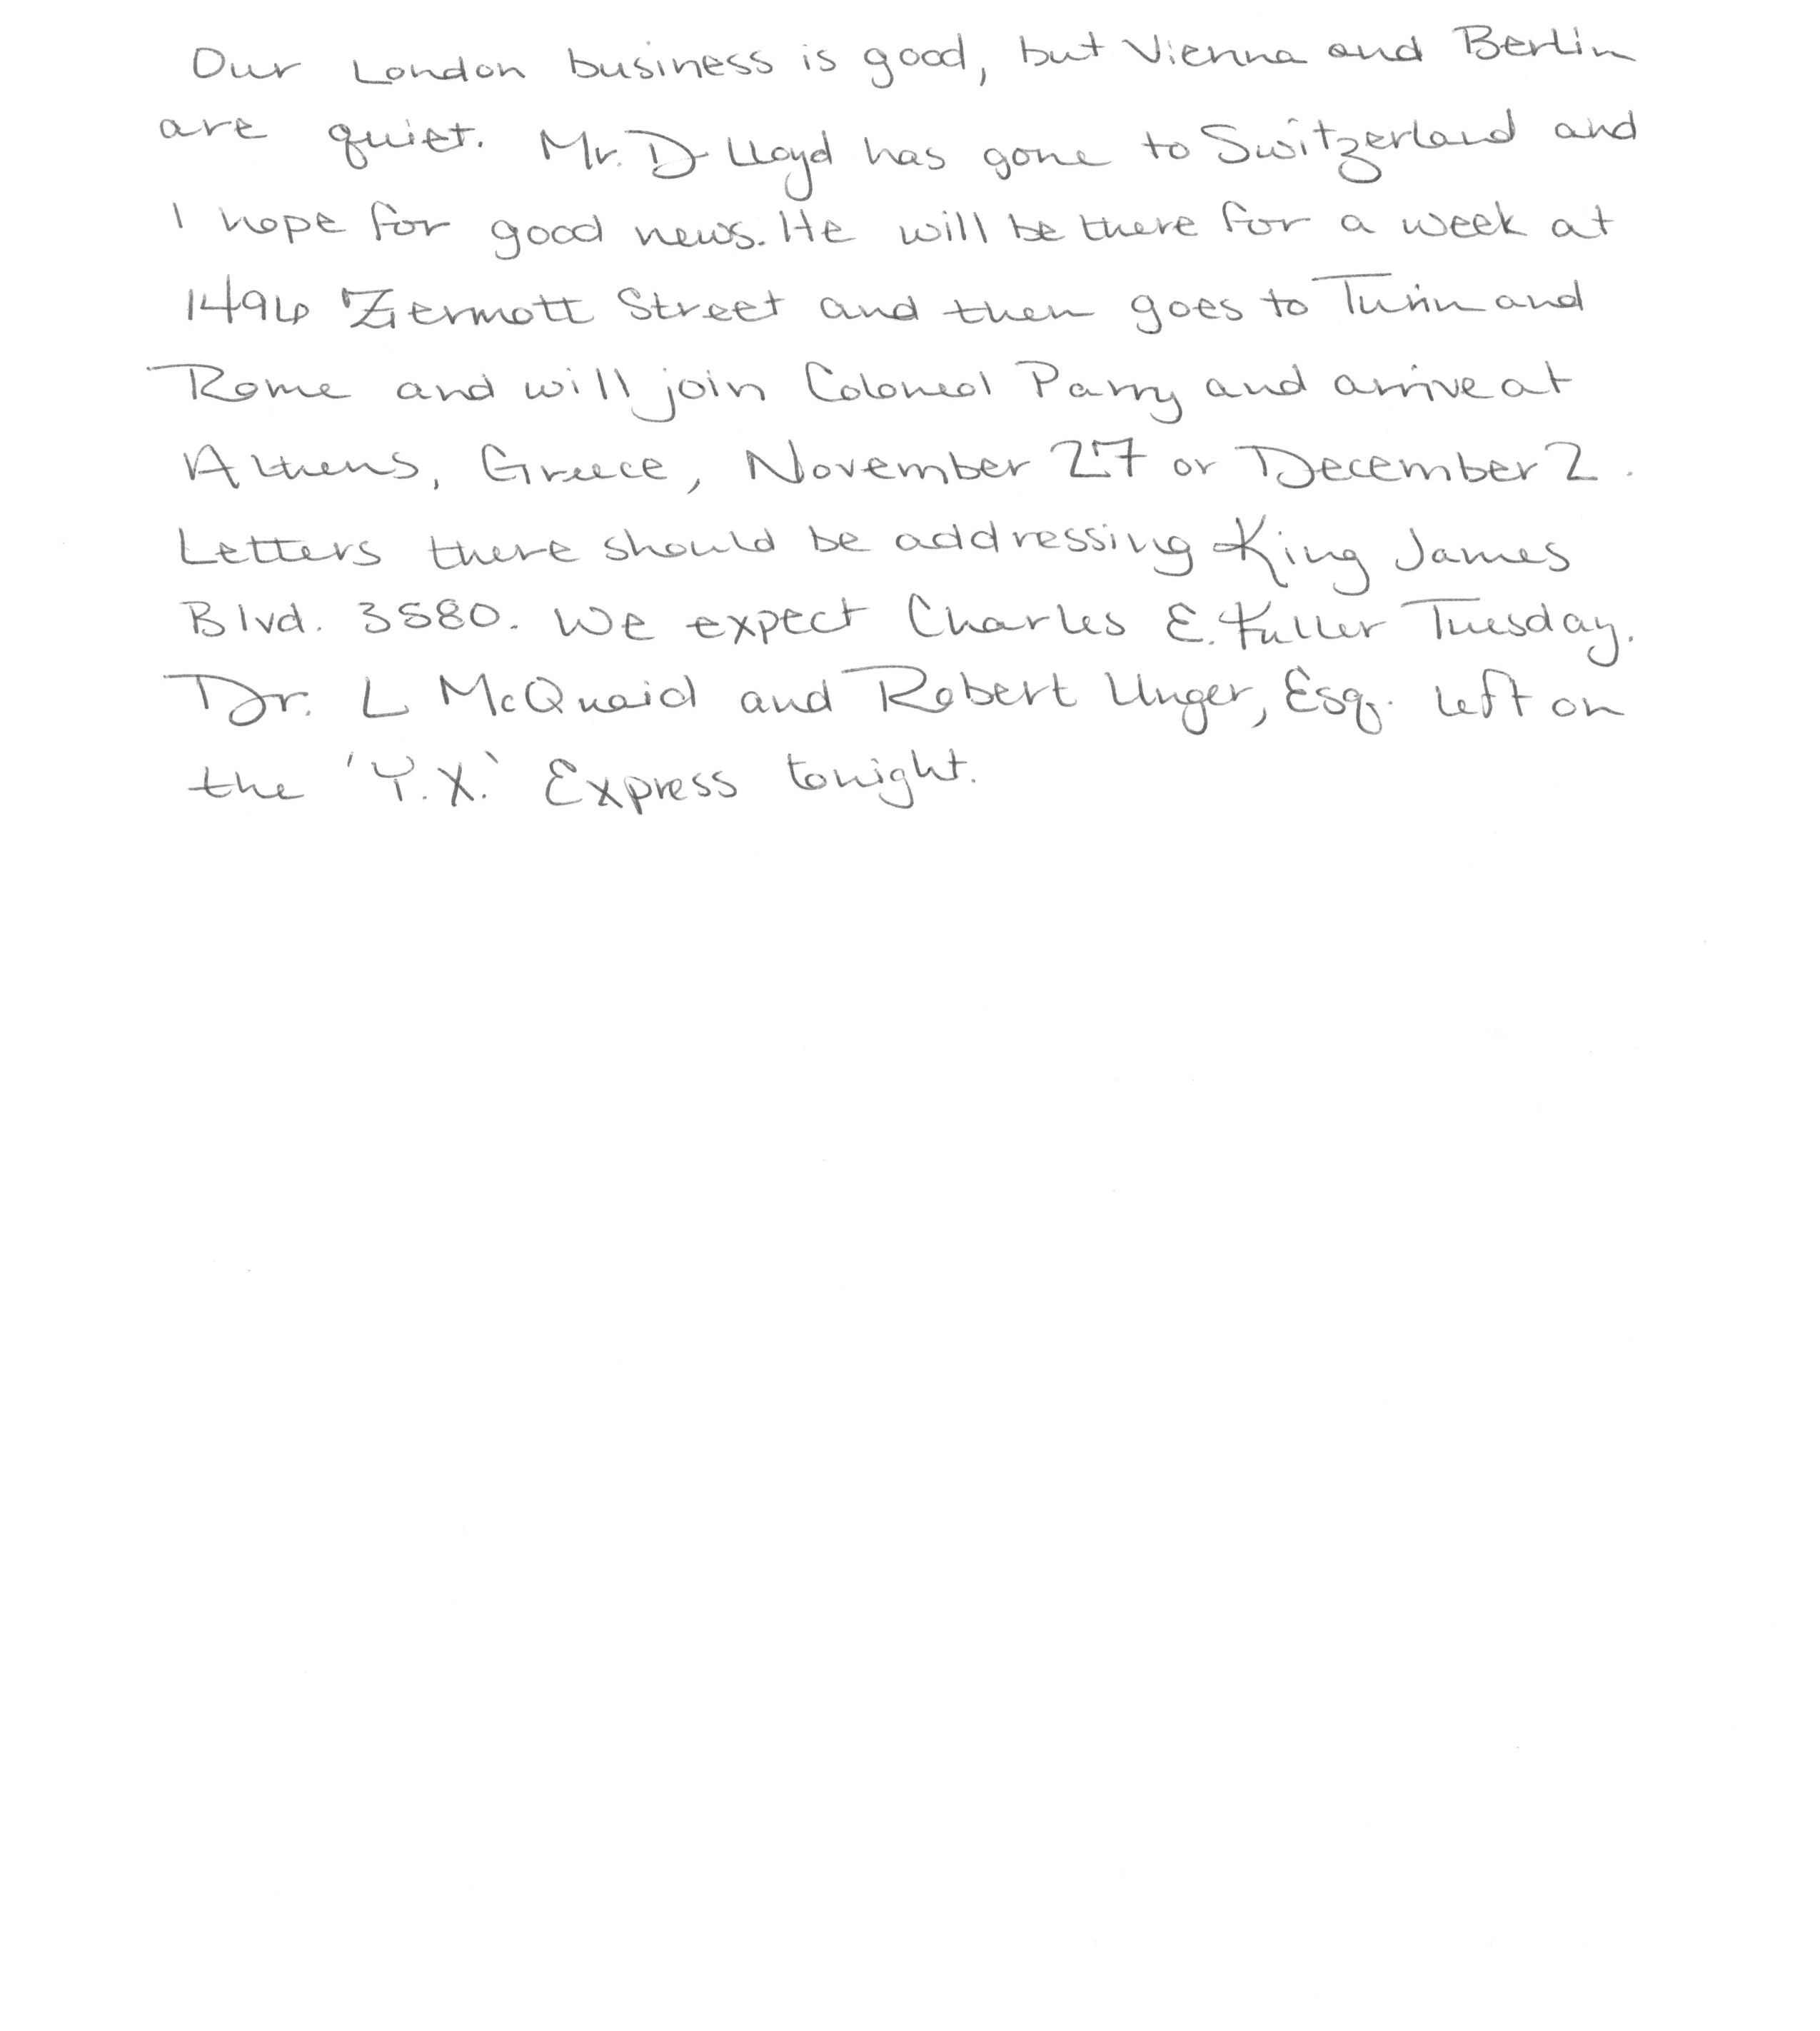 Our London business is good, but Vienna and Berlin
are quiet. Mr. D Lloyd has gone to Switzerland and
I hope for good news. He will be there for a week at
1496 Zermott Street and then goes to Turin and
Rome and will join Colonel Parry and arrive at
Athens, Greece, November 27 or December 2.
Letters there should be addressing King James
Blvd. 3580. We expect Charles E. Fuller Tuesday.
Dr. L McQuaid and Robert Unger, Esq. left on
the 'Y.X.' Express tonight.